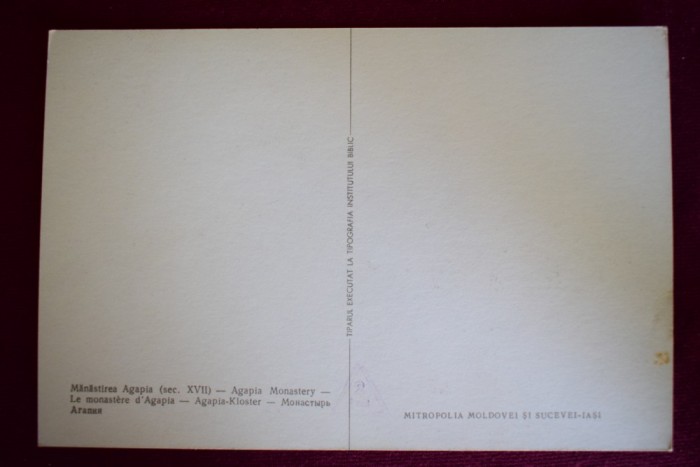 Mănăstirea Agapia (sec. XVII) — Agapia Monastery —
Le monastère d'Agapia — Agapia-Kloster — Монастырь
Агапия
TIPARUL EXECUTAT LA TIPOGRAFIA INSTITUTULUI BIBLIC
MITROPOLIA MOLDOVEI ȘI SUCEVEI-IAȘI